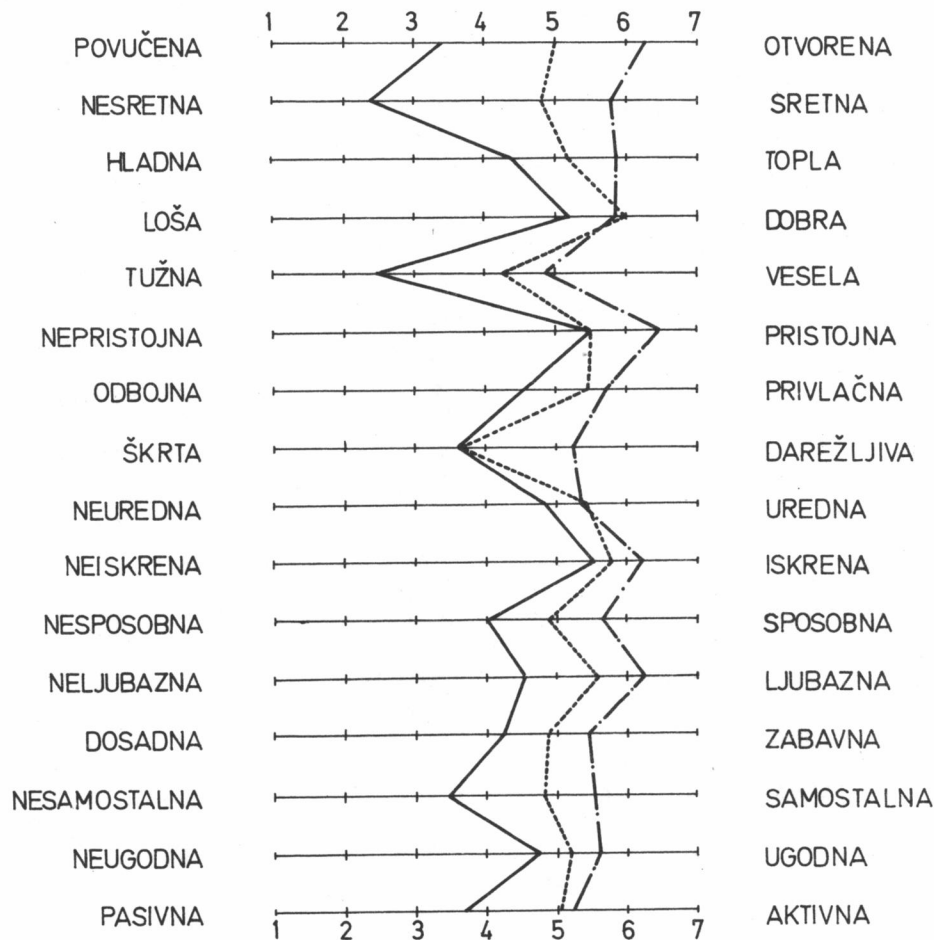 1 2 3 4 5 6 7
POVUČENA OTVORENA
NESRETNA SRETNA
HLADNA TOPLA
LOŠA DOBRA
TUŽNA VESELA
NEPRISTOJNA PRISTOJNA
ODBOJNA PRIVLAČNA
ŠKRTA DAREŽLJIVA
NEUREDNA UREDNA
NEISKRENA ISKRENA
NESPOSOBNA SPOSOBNA
NELJUBAZNA LJUBAZNA
DOSADNA ZABAVNA
NESAMOSTALNA SAMOSTALNA
NEUGODNA UGODNA
PASIVNA AKTIVNA
1 2 3 4 5 6 7